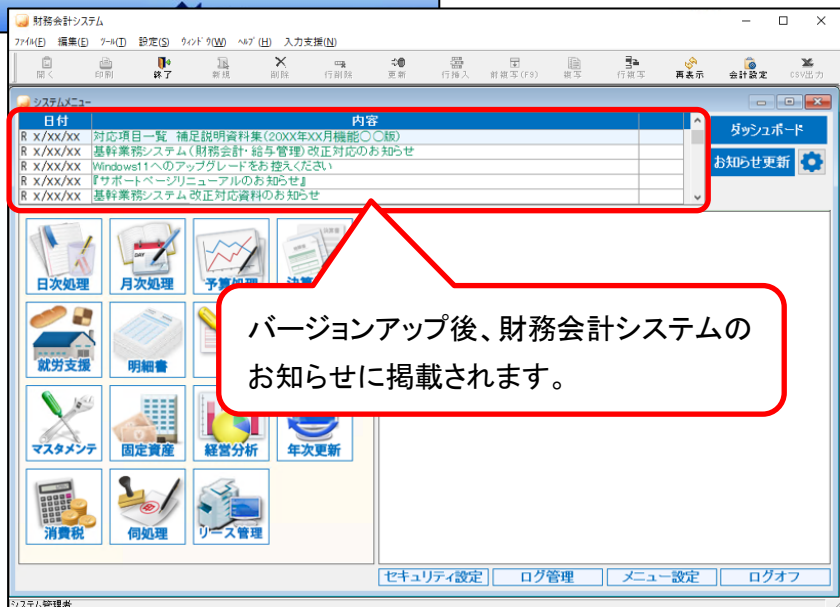 財務会計システム
ファイル(F) 編集(E) ツール(T) 設定(S) ウィンドウ(W) ヘルプ(H) 入力支援(N)
開く 印刷 終了 新規 削除 行削除 更新 行挿入 前複写(F9) 複写 行複写 再表示 会計設定 CSV出力
システムメニュー
日付 内容
R X/XX/XX 対応項目一覧 補足説明資料集(20XX年XX月機能○○版)
R X/XX/XX 基幹業務システム(財務会計・給与管理)改正対応のお知らせ
R X/XX/XX Windows11へのアップグレードをお控えください
R X/XX/XX 『サポートページリニューアルのお知らせ』
R X/XX/XX 基幹業務システム改正対応資料のお知らせ
ダッシュボード
お知らせ更新
日次処理 月次処理 予算処理 決算
バージョンアップ後、財務会計システムの
お知らせに掲載されます。
就労支援 明細書
マスタメンテ 固定資産 経営分析 年次更新
消費税 伺処理 リース管理
セキュリティ設定 ログ管理 メニュー設定 ログオフ
システム管理者